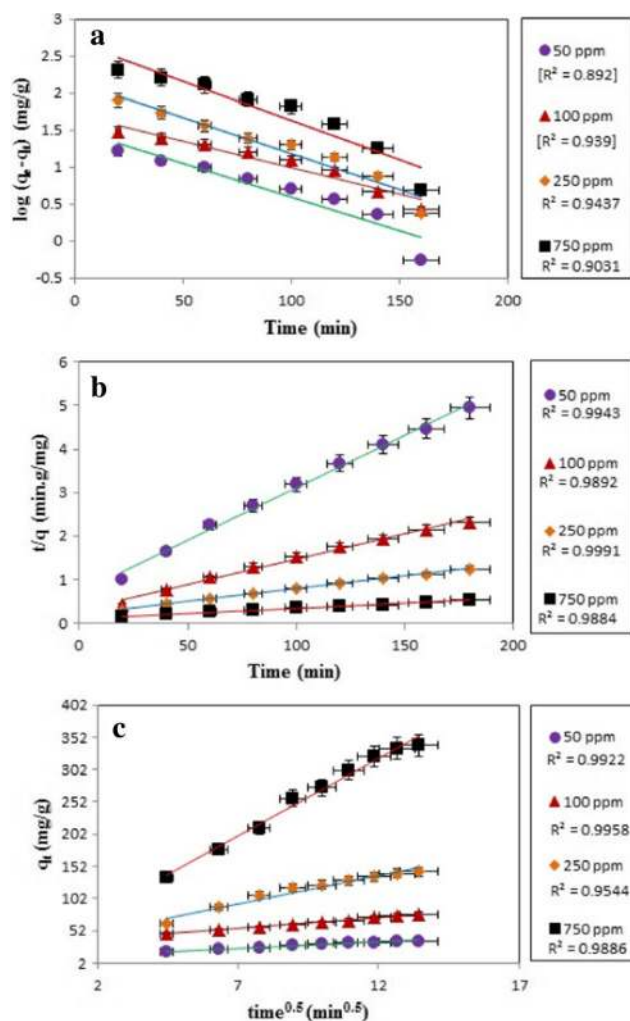 a
log (qe-qt) (mg/g)
3
2.5
2
1.5
1
0.5
0
-0.5
0 50 100 150 200
Time (min)
50 ppm
[R² = 0.892]
100 ppm
[R² = 0.939]
250 ppm
R² = 0.9437
750 ppm
R² = 0.9031
b
t/q (min.g/mg)
6
5
4
3
2
1
0
0 50 100 150 200
Time (min)
50 ppm
R² = 0.9943
100 ppm
R² = 0.9892
250 ppm
R² = 0.9991
750 ppm
R² = 0.9884
c
qt (mg/g)
402
352
302
252
202
152
102
52
2
2 7 12 17
time^0.5 (min^0.5)
50 ppm
R² = 0.9922
100 ppm
R² = 0.9958
250 ppm
R² = 0.9544
750 ppm
R² = 0.9886